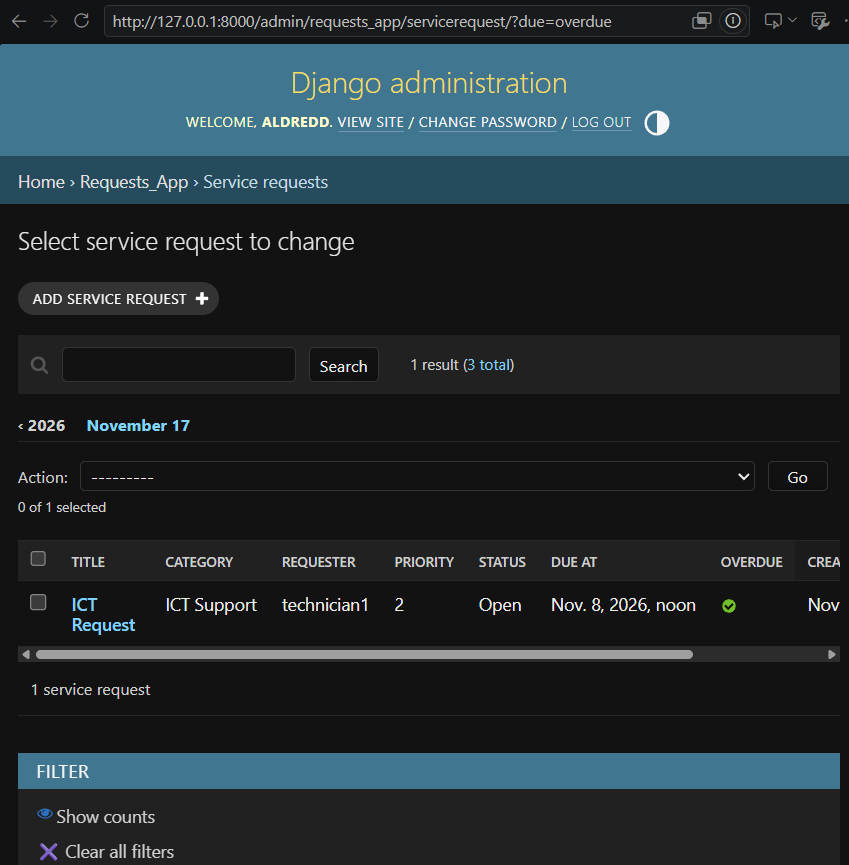 http://127.0.0.1:8000/admin/requests_app/servicerequest/?due=overdue
Django administration
WELCOME, ALDREDD. VIEW SITE / CHANGE PASSWORD / LOG OUT
Home › Requests_App › Service requests
Select service request to change
ADD SERVICE REQUEST +
Search 1 result (3 total)
‹ 2026 November 17
Action: --------- Go
0 of 1 selected
TITLE CATEGORY REQUESTER PRIORITY STATUS DUE AT OVERDUE CREA
ICT Support technician1 2 Open Nov. 8, 2026, noon Nov
ICT
Request
1 service request
FILTER
Show counts
Clear all filters